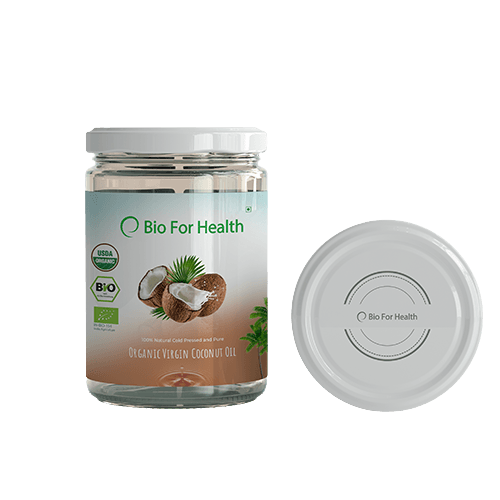 Bio For Health
USDA
ORGANIC
BiO
100% Natural Cold Pressed and Pure
Organic Virgin Coconut Oil
Bio For Health